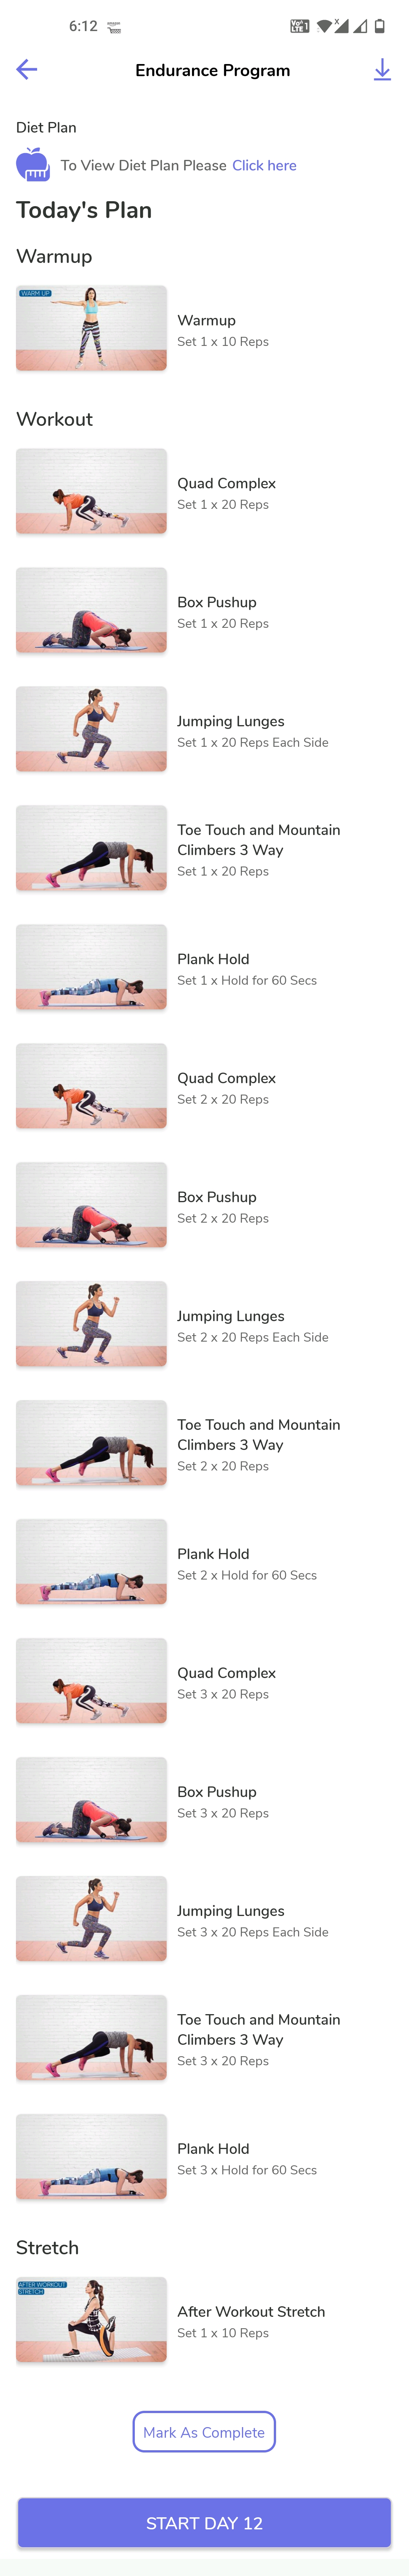 6:12
Endurance Program
Diet Plan
To View Diet Plan Please Click here
Today's Plan
Warmup
WARM UP
Warmup
Set 1 x 10 Reps
Workout
Quad Complex
Set 1 x 20 Reps
Box Pushup
Set 1 x 20 Reps
Jumping Lunges
Set 1 x 20 Reps Each Side
Toe Touch and Mountain
Climbers 3 Way
Set 1 x 20 Reps
Plank Hold
Set 1 x Hold for 60 Secs
Quad Complex
Set 2 x 20 Reps
Box Pushup
Set 2 x 20 Reps
Jumping Lunges
Set 2 x 20 Reps Each Side
Toe Touch and Mountain
Climbers 3 Way
Set 2 x 20 Reps
Plank Hold
Set 2 x Hold for 60 Secs
Quad Complex
Set 3 x 20 Reps
Box Pushup
Set 3 x 20 Reps
Jumping Lunges
Set 3 x 20 Reps Each Side
Toe Touch and Mountain
Climbers 3 Way
Set 3 x 20 Reps
Plank Hold
Set 3 x Hold for 60 Secs
Stretch
AFTER WORKOUT
STRETCH
After Workout Stretch
Set 1 x 10 Reps
Mark As Complete
START DAY 12